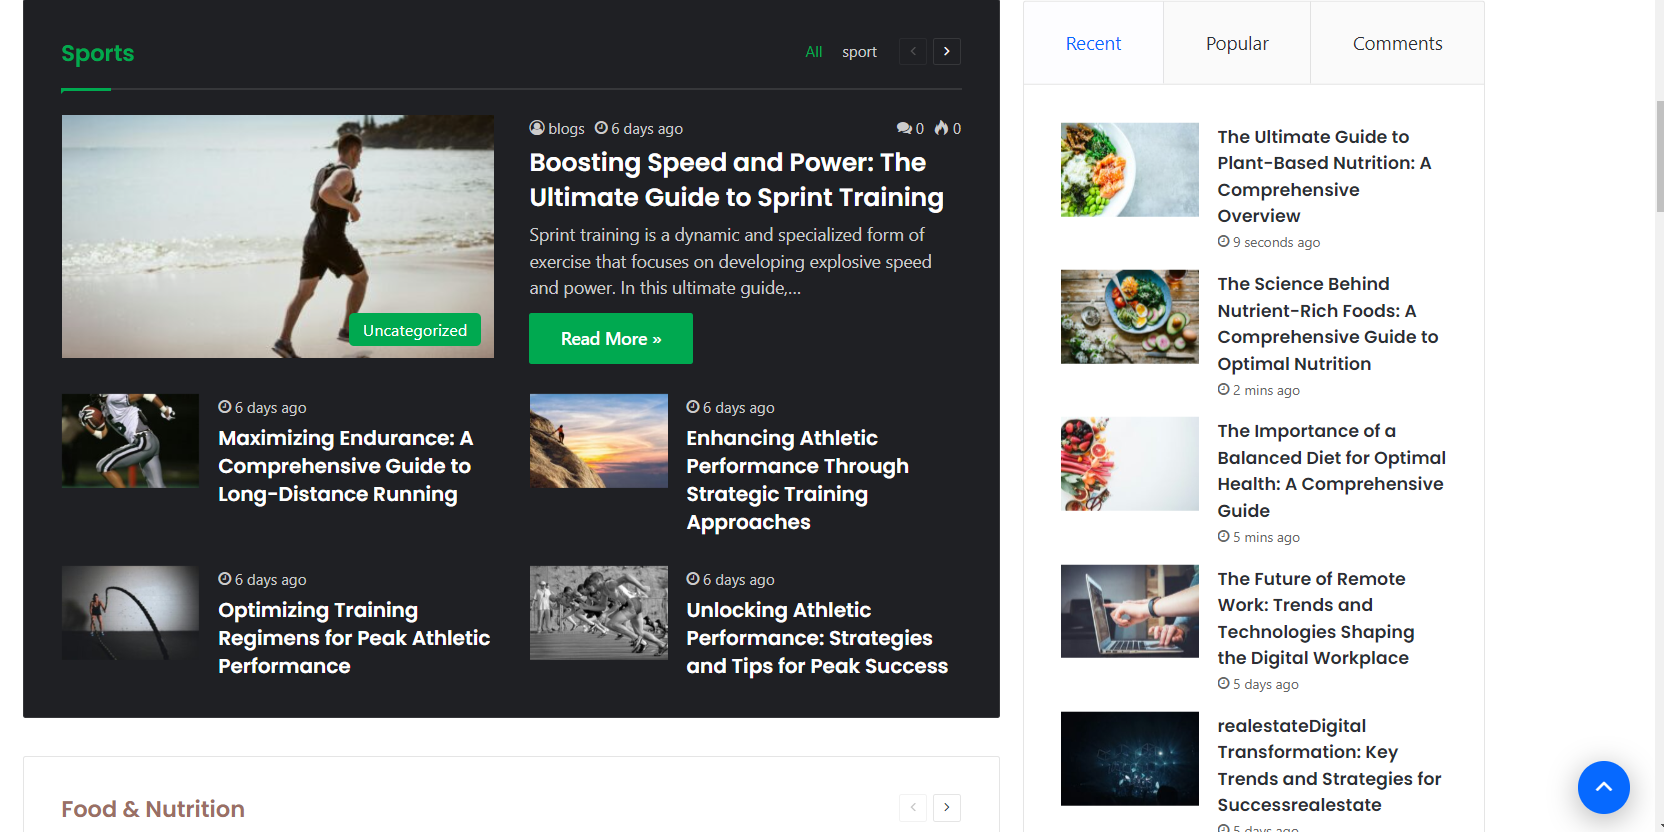 Sports
All sport
blogs 6 days ago 0 0
Boosting Speed and Power: The
Ultimate Guide to Sprint Training
Sprint training is a dynamic and specialized form of
exercise that focuses on developing explosive speed
and power. In this ultimate guide,...
Uncategorized
Read More »
6 days ago
Maximizing Endurance: A
Comprehensive Guide to
Long-Distance Running
6 days ago
Enhancing Athletic
Performance Through
Strategic Training
Approaches
6 days ago
Optimizing Training
Regimens for Peak Athletic
Performance
6 days ago
Unlocking Athletic
Performance: Strategies
and Tips for Peak Success
Food & Nutrition
Recent Popular Comments
The Ultimate Guide to
Plant-Based Nutrition: A
Comprehensive
Overview
9 seconds ago
The Science Behind
Nutrient-Rich Foods: A
Comprehensive Guide to
Optimal Nutrition
2 mins ago
The Importance of a
Balanced Diet for Optimal
Health: A Comprehensive
Guide
5 mins ago
The Future of Remote
Work: Trends and
Technologies Shaping
the Digital Workplace
5 days ago
realestateDigital
Transformation: Key
Trends and Strategies for
Successrealestate
5 days ago